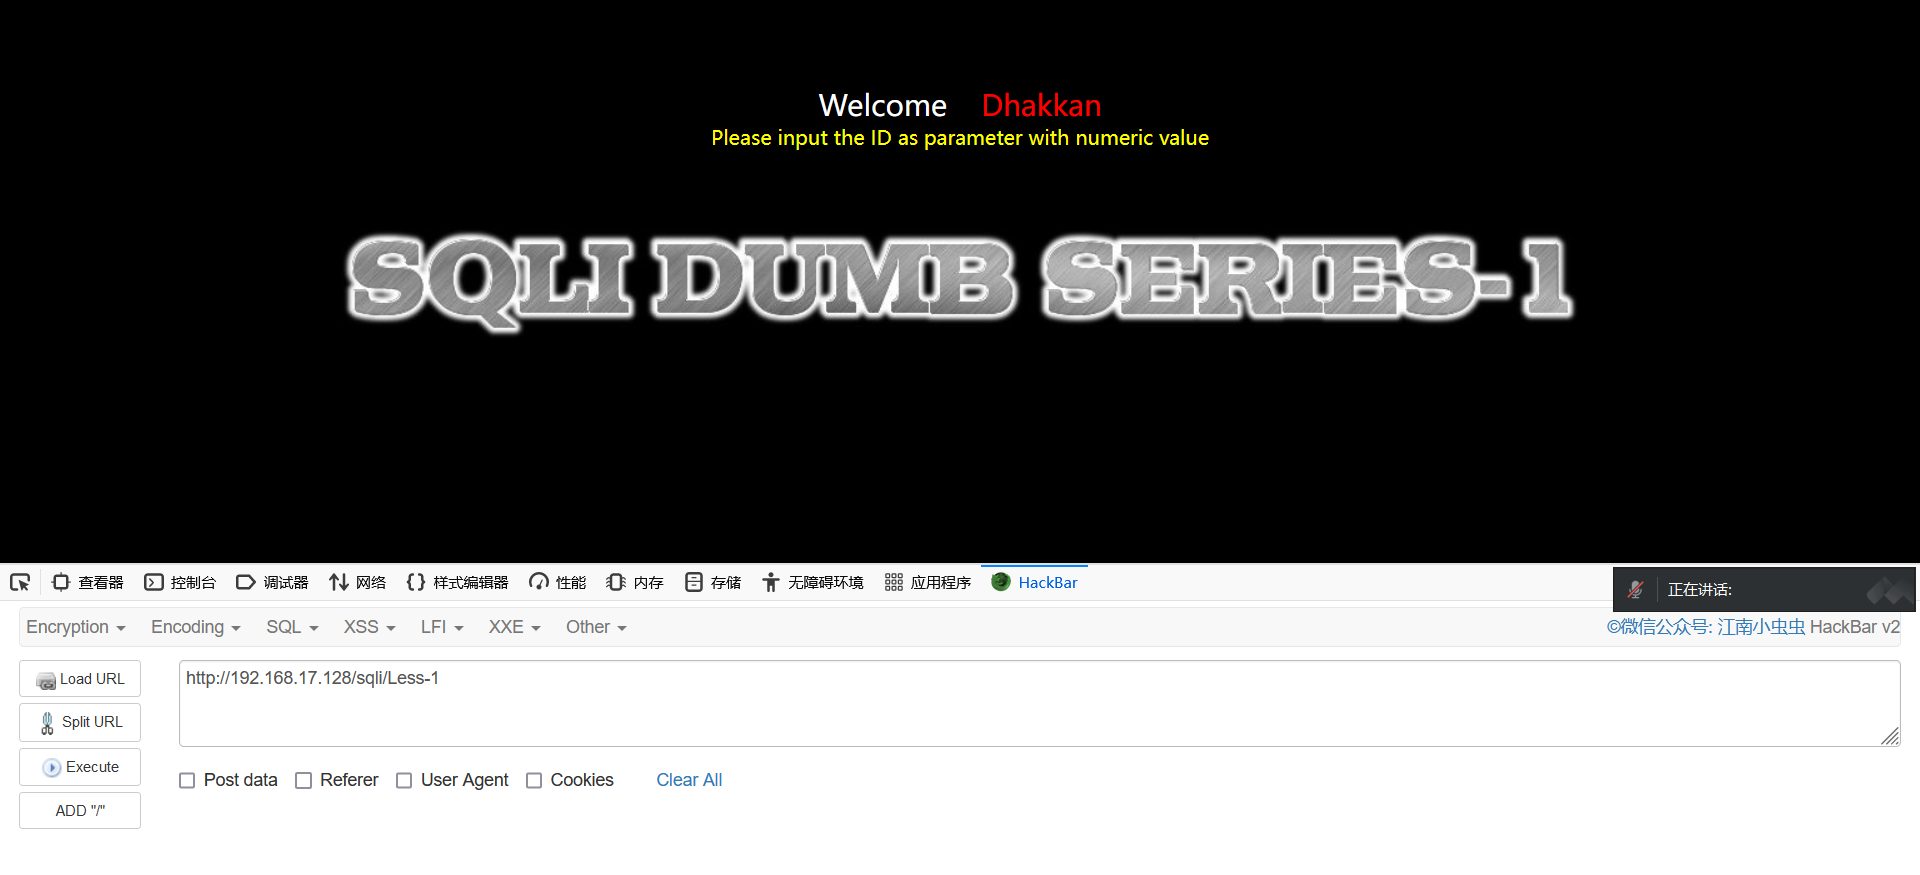 Welcome Dhakkan
Please input the ID as parameter with numeric value
SQLI DUMB SERIES-1
查看器 控制台 调试器 网络 样式编辑器 性能 内存 存储 无障碍环境 应用程序 HackBar
正在讲话:
Encryption Encoding SQL XSS LFI XXE Other ©微信公众号: 江南小虫虫 HackBar v2
Load URL
http://192.168.17.128/sqli/Less-1
Split URL
Execute
Post data Referer User Agent Cookies Clear All
ADD "/"